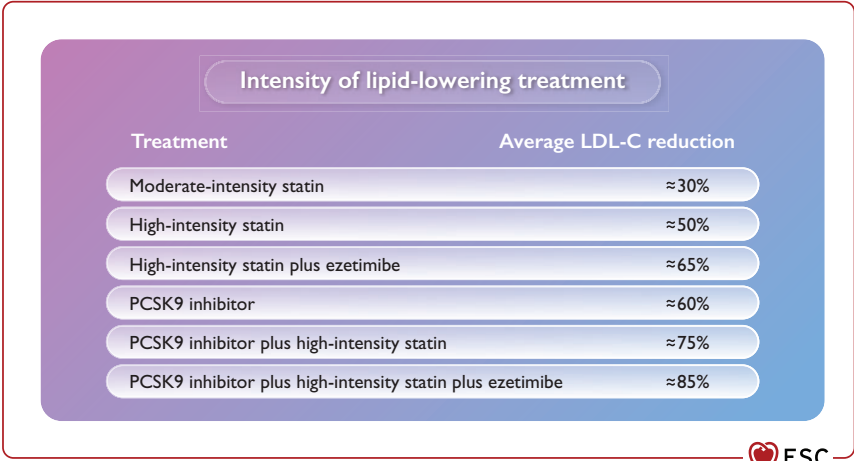 Intensity of lipid-lowering treatment
Treatment Average LDL-C reduction
Moderate-intensity statin ≈30%
High-intensity statin ≈50%
High-intensity statin plus ezetimibe ≈65%
PCSK9 inhibitor ≈60%
PCSK9 inhibitor plus high-intensity statin ≈75%
PCSK9 inhibitor plus high-intensity statin plus ezetimibe ≈85%
ESC